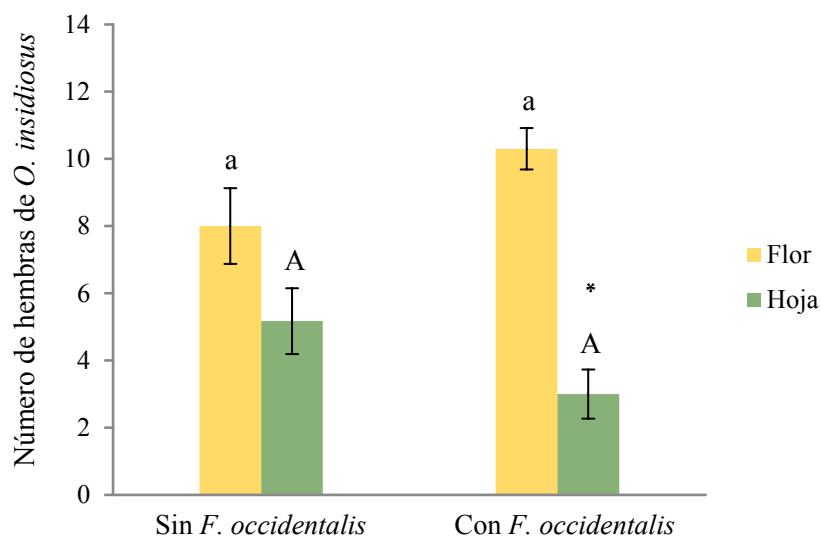 Número de hembras de O. insidiosus
14
12
10
8
6
4
2
0
a
A
a
*
A
Sin F. occidentalis
Con F. occidentalis
Flor
Hoja